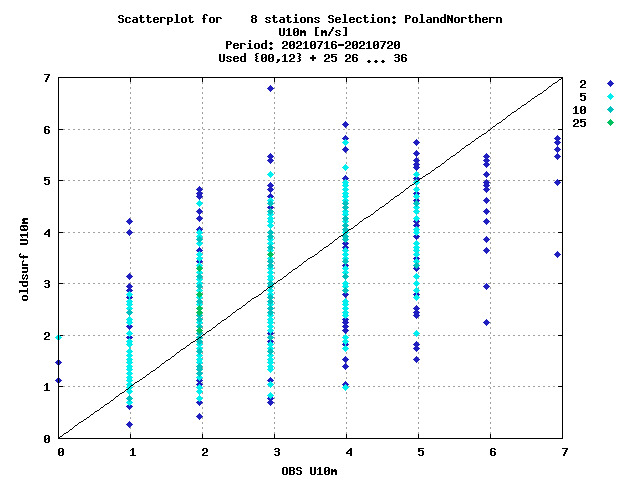 Scatterplot for    8 stations Selection: PolandNorthern
U10m [m/s]
Period: 20210716-20210720
Used {00,12} + 25 26 ... 36
2
5
10
25
7
6
5
4
3
2
1
0
oldsurf U10m
0 1 2 3 4 5 6 7
OBS U10m